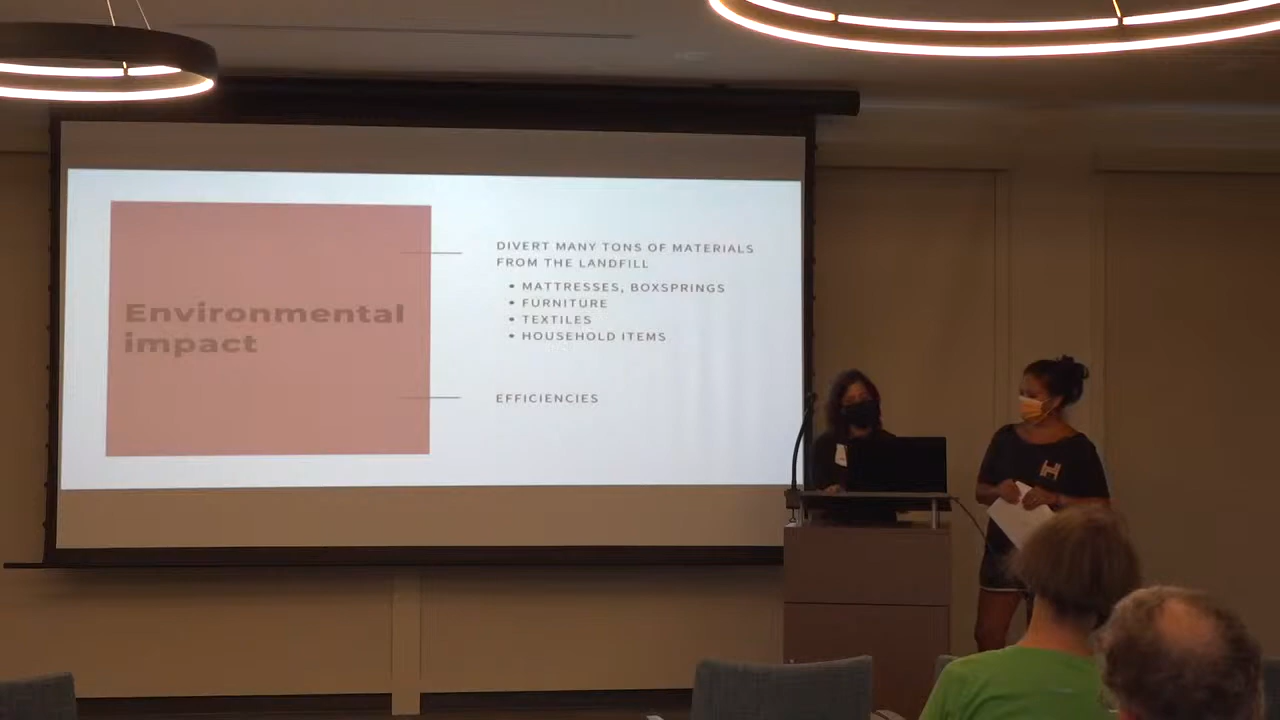 Environmental
impact
DIVERT MANY TONS OF MATERIALS
FROM THE LANDFILL
• MATTRESSES, BOXSPRINGS
• FURNITURE
• TEXTILES
• HOUSEHOLD ITEMS
EFFICIENCIES
H